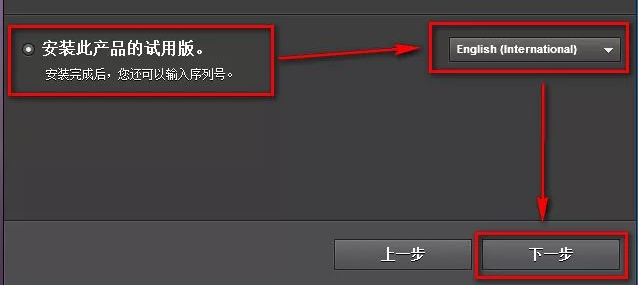 安装此产品的试用版。
English (International)
安装完成后，您还可以输入序列号。
上一步
下一步